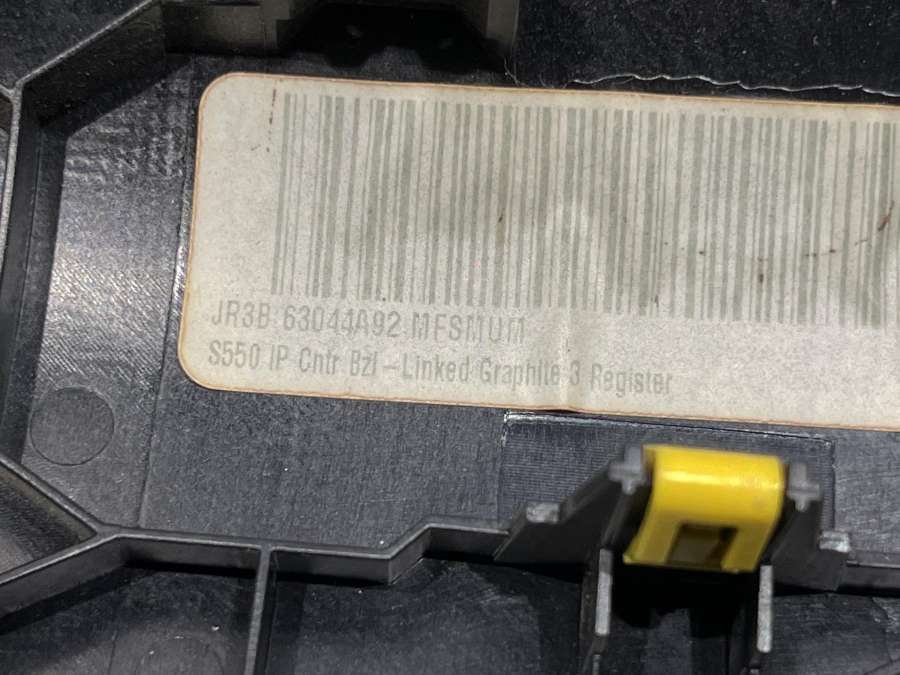 JR3B 63044A92 MFSMUM
S550 IP Cntr Bzl - Linked Graphite 3 Register